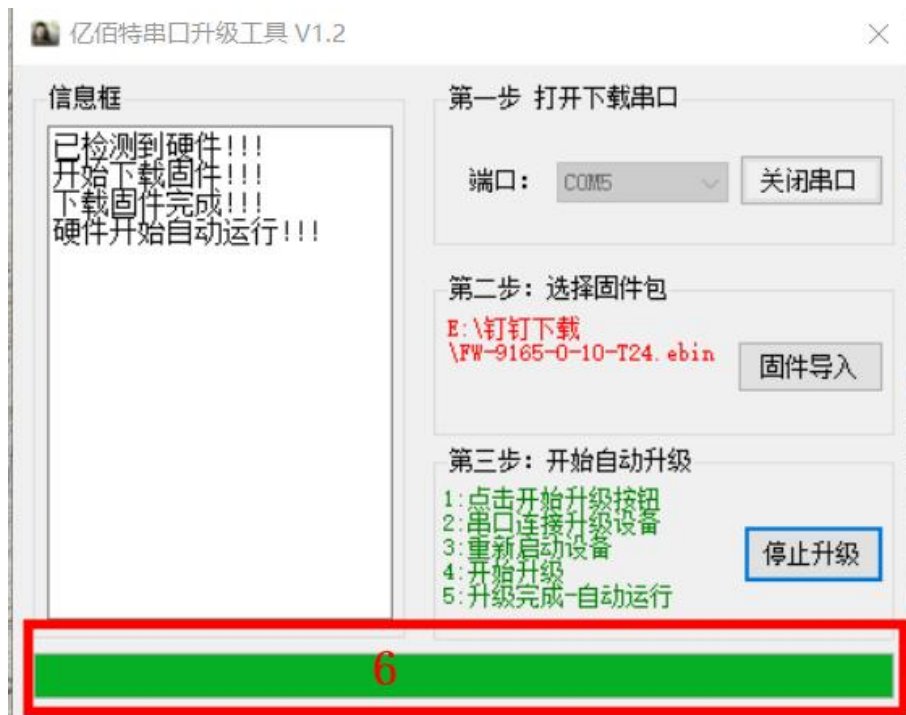 亿佰特串口升级工具 V1.2
信息框
已检测到硬件!!!
开始下载固件!!!
下载固件完成!!!
硬件开始自动运行!!!
第一步 打开下载串口
端口: COM5 关闭串口
第二步: 选择固件包
E:\钉钉下载
\FW-9165-0-10-T24.ebin
固件导入
第三步: 开始自动升级
1:点击开始升级按钮
2:串口连接升级设备
3:重新启动设备
4:开始升级
5:升级完成-自动运行
停止升级
6